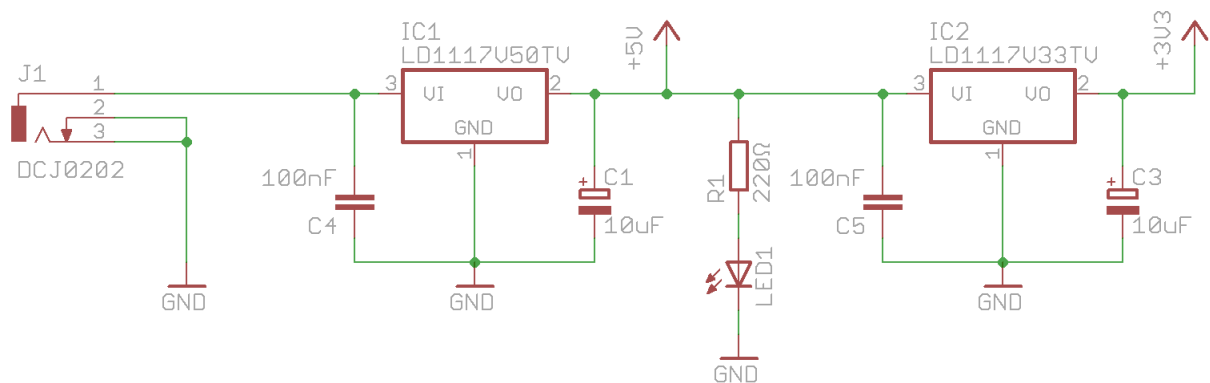 J1
1
2
3
DCJ0202
GND
100nF
C4
IC1
LD1117V50TV
3
VI
VO
2
GND
1
GND
+
C1
10uF
+5V
R1
220Ω
LED1
GND
100nF
C5
IC2
LD1117V33TV
3
VI
VO
2
GND
1
GND
+
C3
10uF
+3V3